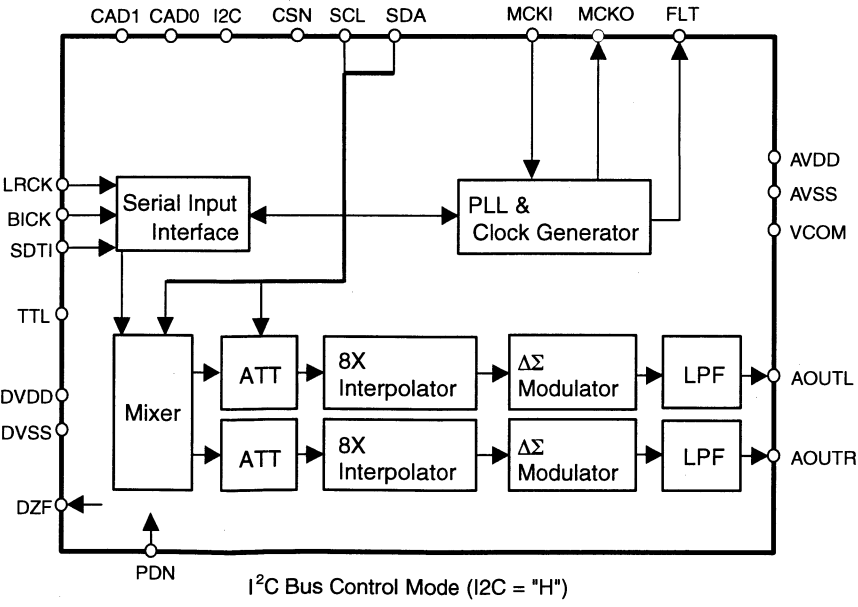 CAD1 CAD0 I2C CSN SCL SDA MCKI MCKO FLT
AVDD
LRCK
AVSS
Serial Input
Interface
PLL &
Clock Generator
BICK
VCOM
SDTI
TTL
Mixer
ATT
8X
Interpolator
ΔΣ
Modulator
LPF
AOUTL
DVDD
DVSS
ATT
8X
Interpolator
ΔΣ
Modulator
LPF
AOUTR
DZF
PDN
I²C Bus Control Mode (I2C = "H")